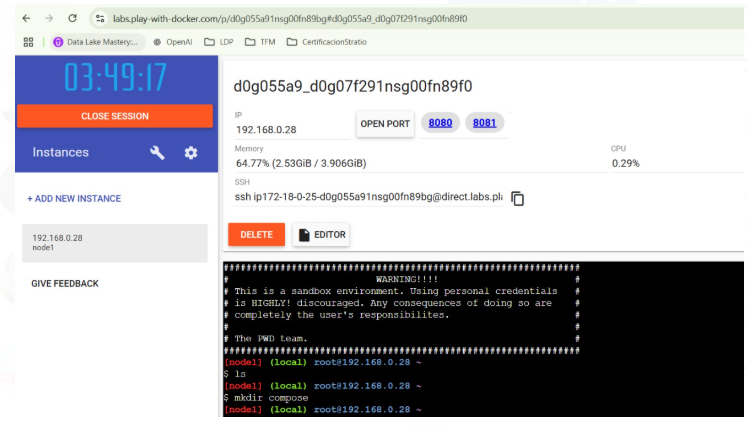 labs.play-with-docker.com/p/d0g055a91nsg00fn89bg#d0g055a9_d0g07f291nsg00fn89f0
Data Lake Mastery:... OpenAI LDP TFM CertificacionStratio
03:49:17
CLOSE SESSION
Instances
+ ADD NEW INSTANCE
192.168.0.28
node1
GIVE FEEDBACK
d0g055a9_d0g07f291nsg00fn89f0
IP
192.168.0.28
OPEN PORT 8080 8081
Memory
64.77% (2.53GiB / 3.906GiB)
CPU
0.29%
SSH
ssh ip172-18-0-25-d0g055a91nsg00fn89bg@direct.labs.pl
DELETE EDITOR
###############################################################
# WARNING!!!! #
# This is a sandbox environment. Using personal credentials #
# is HIGHLY! discouraged. Any consequences of doing so are #
# completely the user's responsibilites. #
# #
# The PWD team. #
###############################################################
[node1] (local) root@192.168.0.28 ~
$ ls
[node1] (local) root@192.168.0.28 ~
$ mkdir compose
[node1] (local) root@192.168.0.28 ~